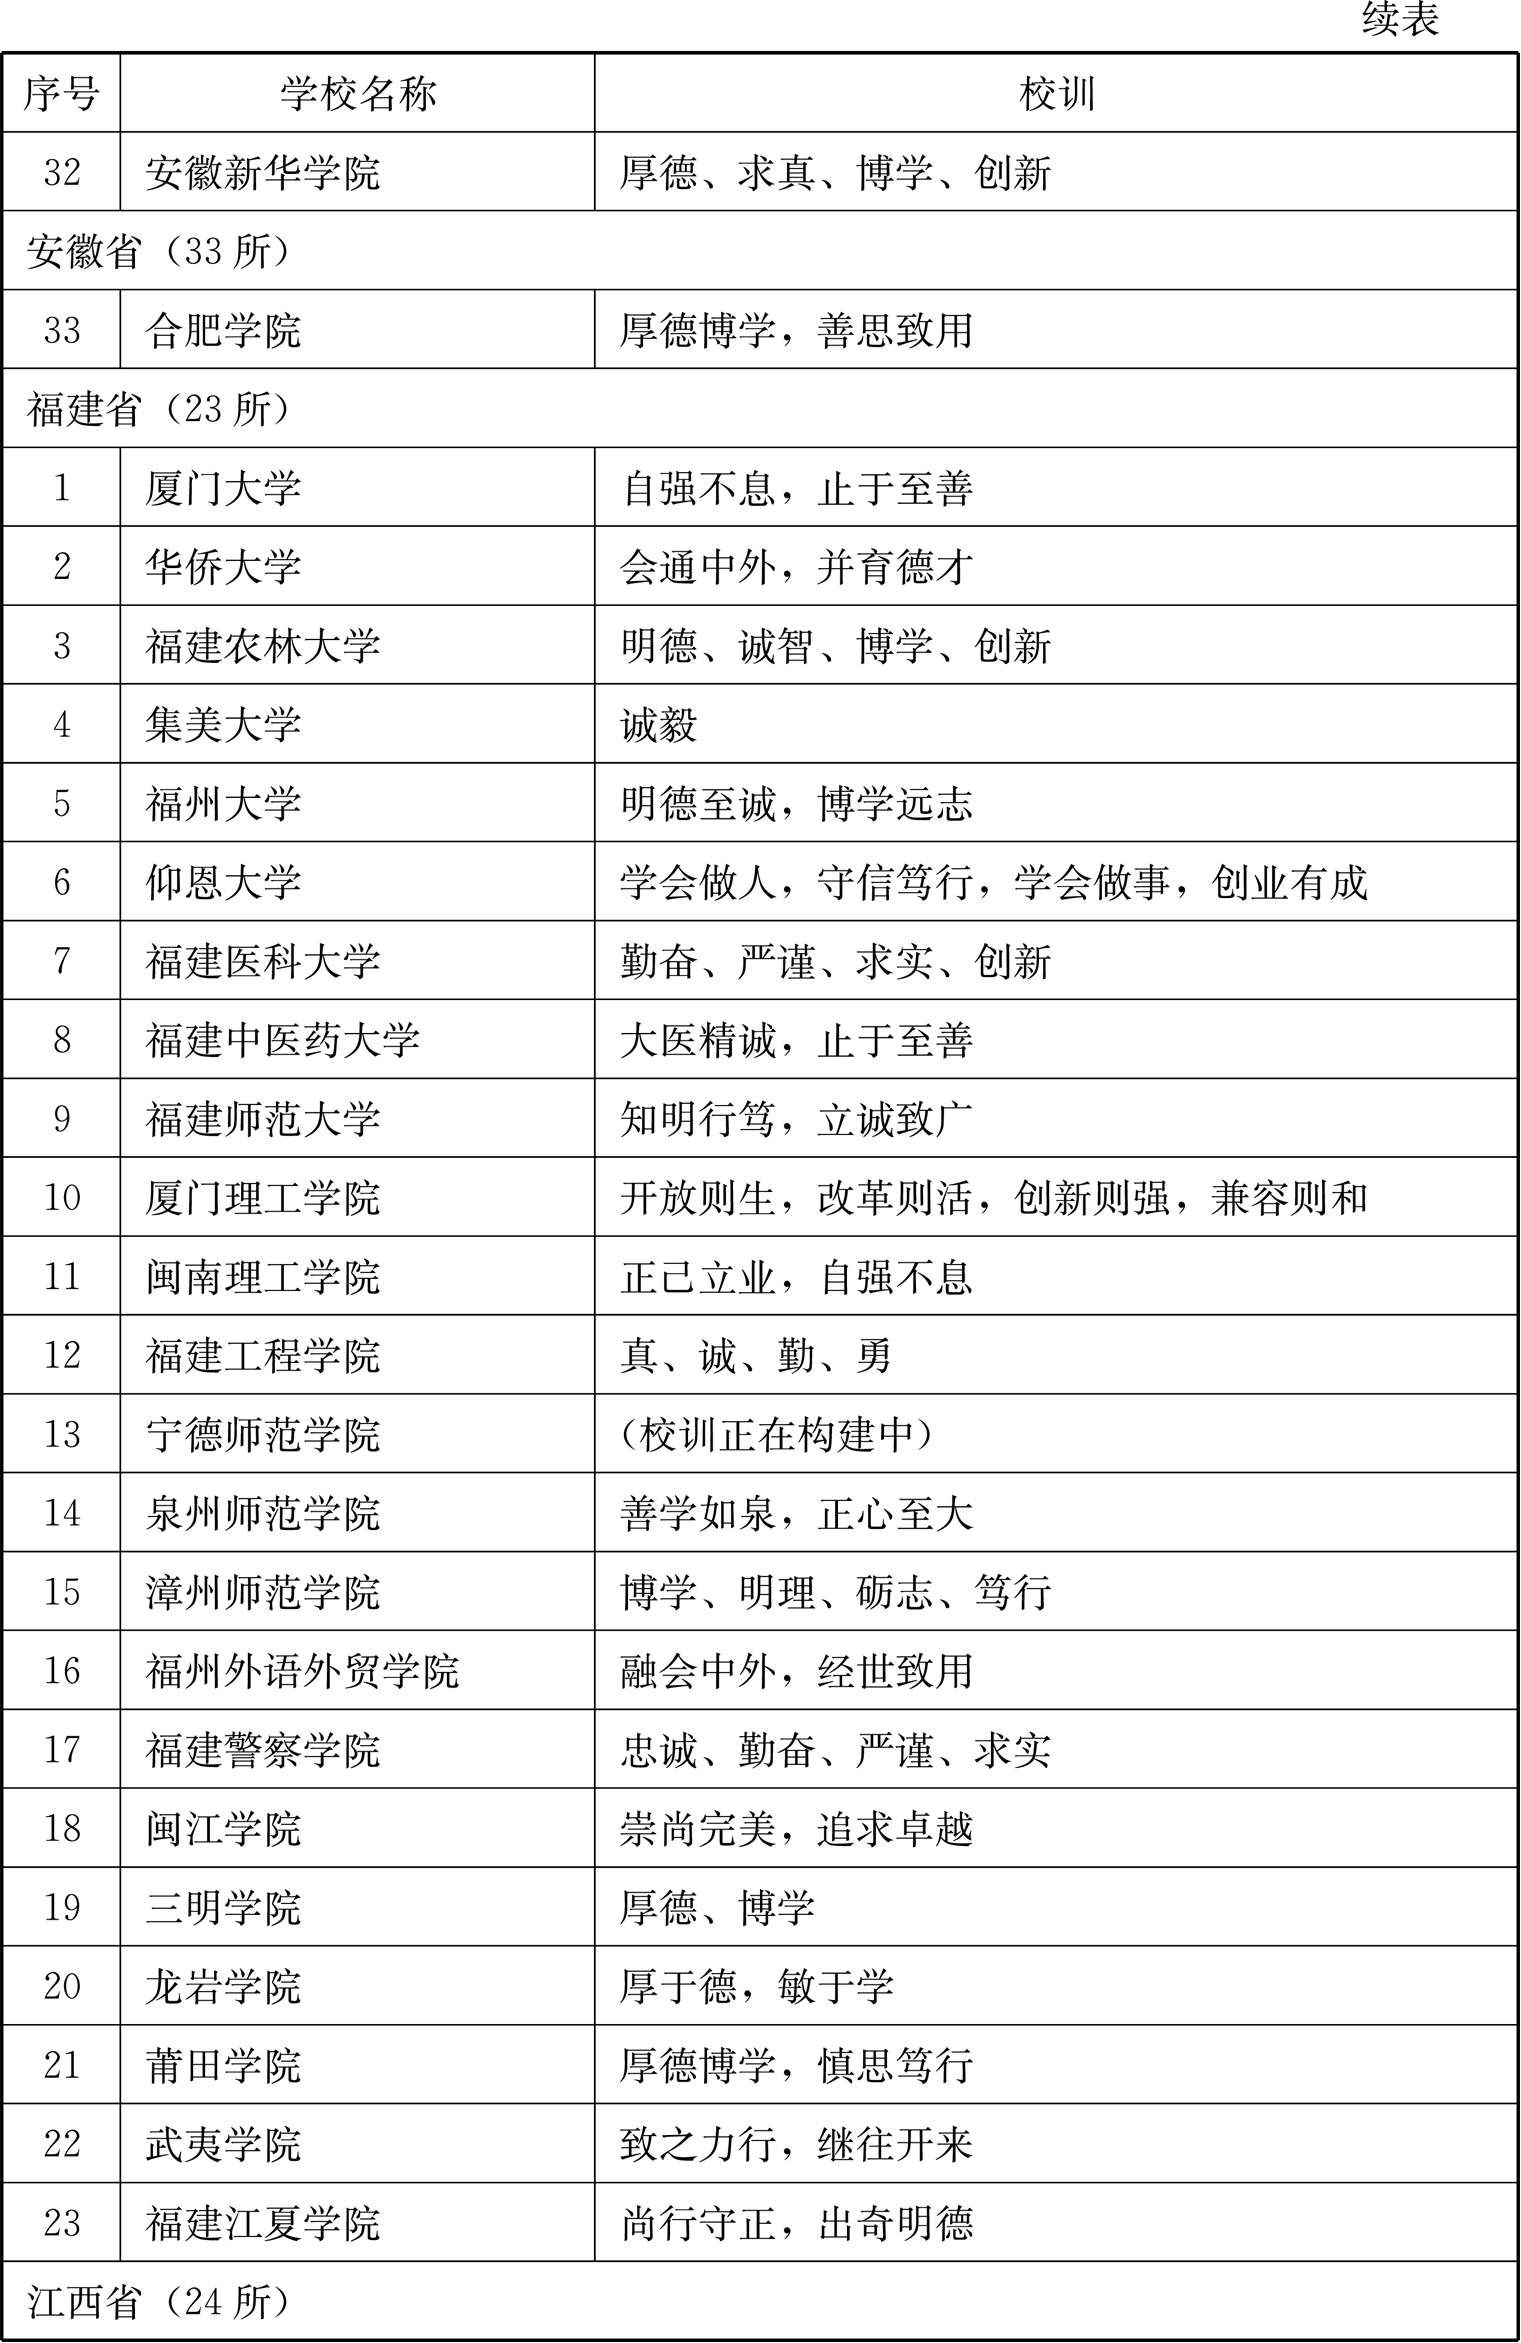 续表
序号 学校名称 校训
32 安徽新华学院 厚德、求真、博学、创新
安徽省（33 所）
33 合肥学院 厚德博学，善思致用
福建省（23 所）
1 厦门大学 自强不息，止于至善
2 华侨大学 会通中外，并育德才
3 福建农林大学 明德、诚智、博学、创新
4 集美大学 诚毅
5 福州大学 明德至诚，博学远志
6 仰恩大学 学会做人，守信笃行，学会做事，创业有成
7 福建医科大学 勤奋、严谨、求实、创新
8 福建中医药大学 大医精诚，止于至善
9 福建师范大学 知明行笃，立诚致广
10 厦门理工学院 开放则生，改革则活，创新则强，兼容则和
11 闽南理工学院 正己立业，自强不息
12 福建工程学院 真、诚、勤、勇
13 宁德师范学院 （校训正在构建中）
14 泉州师范学院 善学如泉，正心至大
15 漳州师范学院 博学、明理、砺志、笃行
16 福州外语外贸学院 融会中外，经世致用
17 福建警察学院 忠诚、勤奋、严谨、求实
18 闽江学院 崇尚完美，追求卓越
19 三明学院 厚德、博学
20 龙岩学院 厚于德，敏于学
21 莆田学院 厚德博学，慎思笃行
22 武夷学院 致之力行，继往开来
23 福建江夏学院 尚行守正，出奇明德
江西省（24 所）